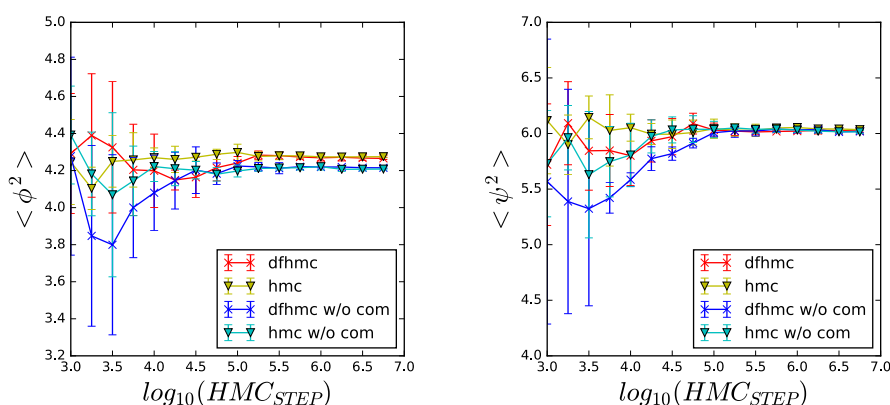 5.0
4.8
4.6
4.4
4.2
4.0
3.8
3.6
3.4
3.2
3.0 3.5 4.0 4.5 5.0 5.5 6.0 6.5 7.0
< ϕ² >
log₁₀(HMC_STEP)
dfhmc
hmc
dfhmc w/o com
hmc w/o com
7.0
6.5
6.0
5.5
5.0
4.5
4.0
3.0 3.5 4.0 4.5 5.0 5.5 6.0 6.5 7.0
< ψ² >
log₁₀(HMC_STEP)
dfhmc
hmc
dfhmc w/o com
hmc w/o com